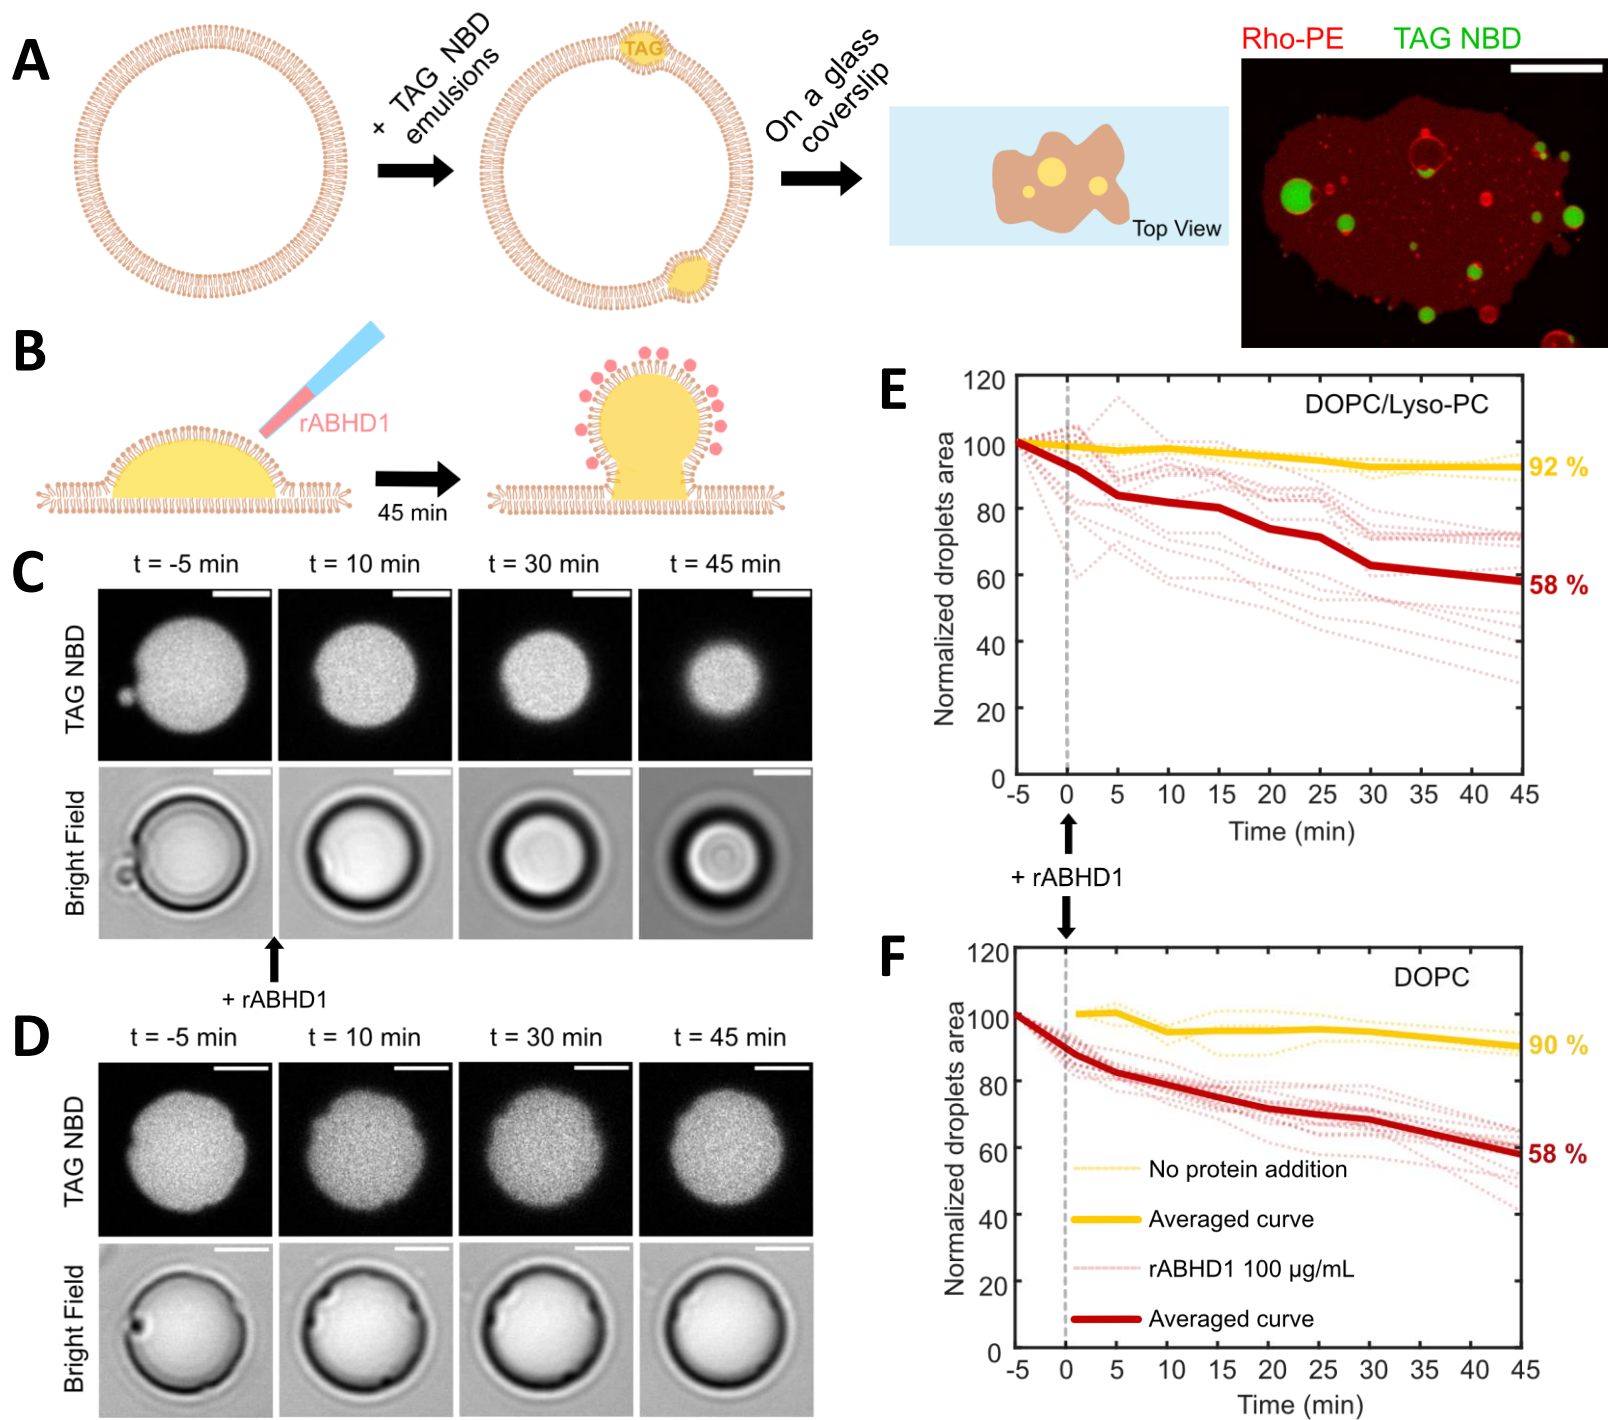 A
+ TAG NBD
emulsions
TAG
On a glass
coverslip
Top View
Rho-PE TAG NBD
B
rABHD1
45 min
C
t = -5 min t = 10 min t = 30 min t = 45 min
TAG NBD
Bright Field
+ rABHD1
D
t = -5 min t = 10 min t = 30 min t = 45 min
TAG NBD
Bright Field
E
DOPC/Lyso-PC
Normalized droplets area
120
100
80
60
40
20
0
92 %
58 %
-5 0 5 10 15 20 25 30 35 40 45
Time (min)
+ rABHD1
F
DOPC
Normalized droplets area
120
100
80
60
40
20
0
90 %
58 %
No protein addition
Averaged curve
rABHD1 100 µg/mL
Averaged curve
-5 0 5 10 15 20 25 30 35 40 45
Time (min)